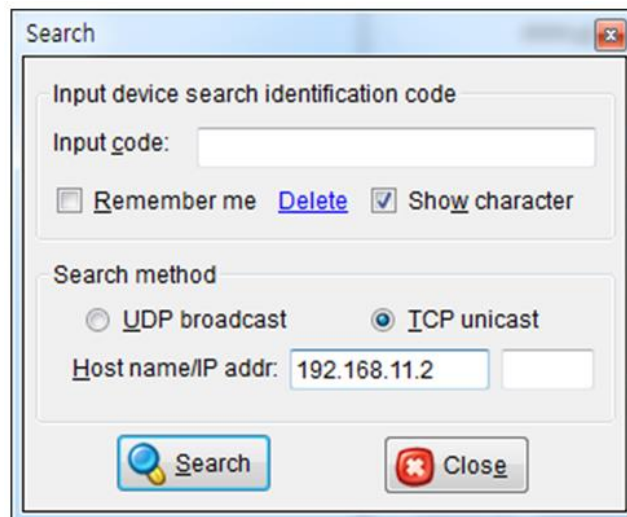 Search
Input device search identification code
Input code:
Remember me Delete Show character
Search method
UDP broadcast TCP unicast
Host name/IP addr: 192.168.11.2
Search Close